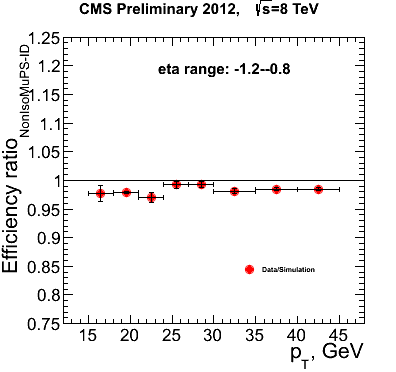 CMS Preliminary 2012, √s=8 TeV
eta range: -1.2--0.8
Efficiency ratio NonIsoMuPS-ID
1.25
1.2
1.15
1.1
1.05
1
0.95
0.9
0.85
0.8
0.75
Data/Simulation
15 20 25 30 35 40 45
p_T, GeV